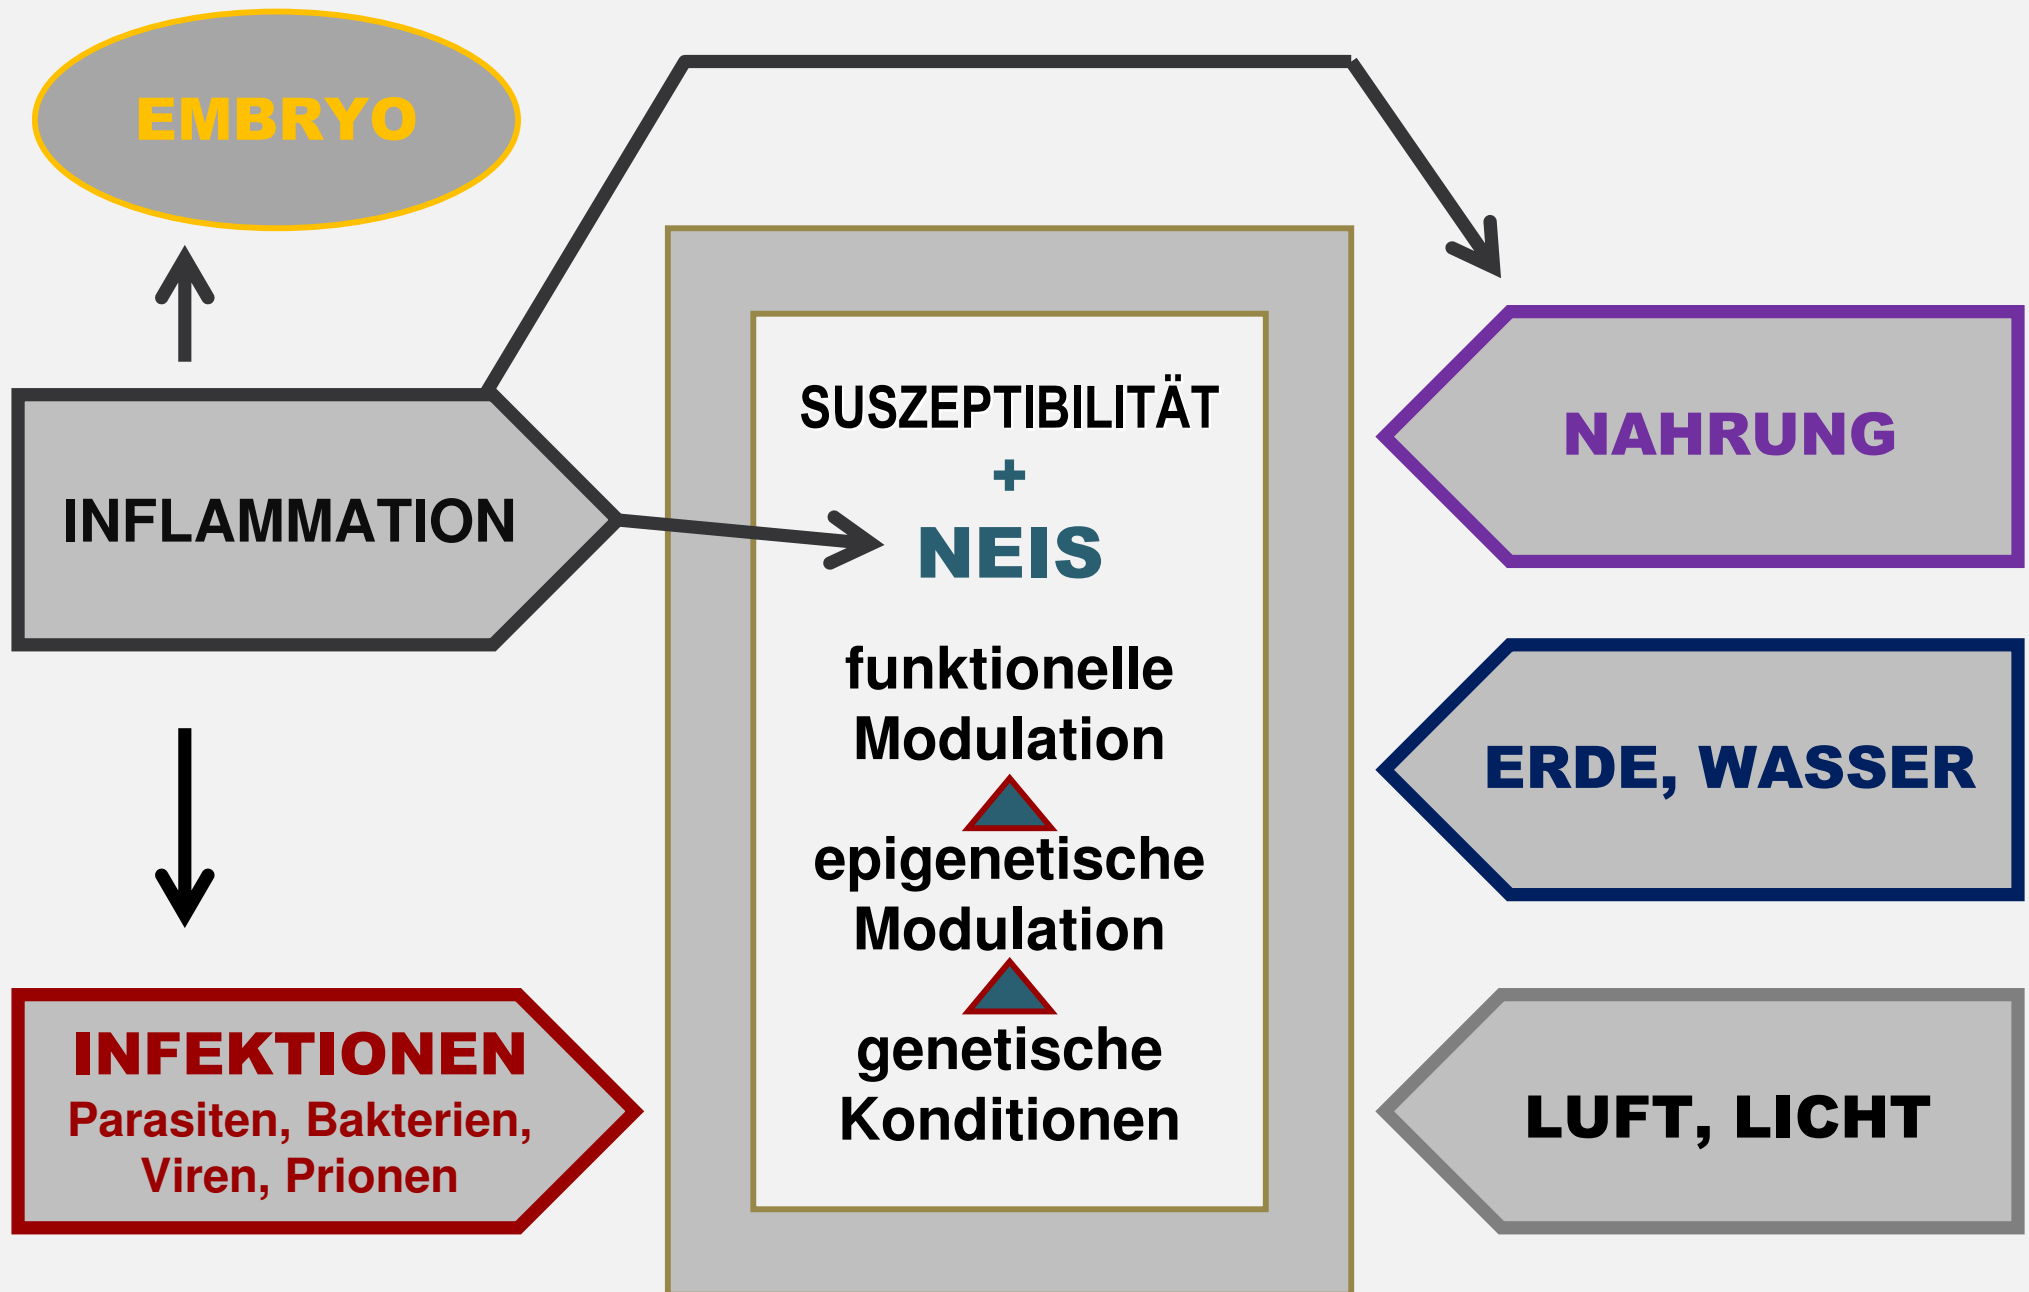 EMBRYO
INFLAMMATION
INFEKTIONEN
Parasiten, Bakterien,
Viren, Prionen
SUSZEPTIBILITÄT
+
NEIS
funktionelle
Modulation
epigenetische
Modulation
genetische
Konditionen
NAHRUNG
ERDE, WASSER
LUFT, LICHT